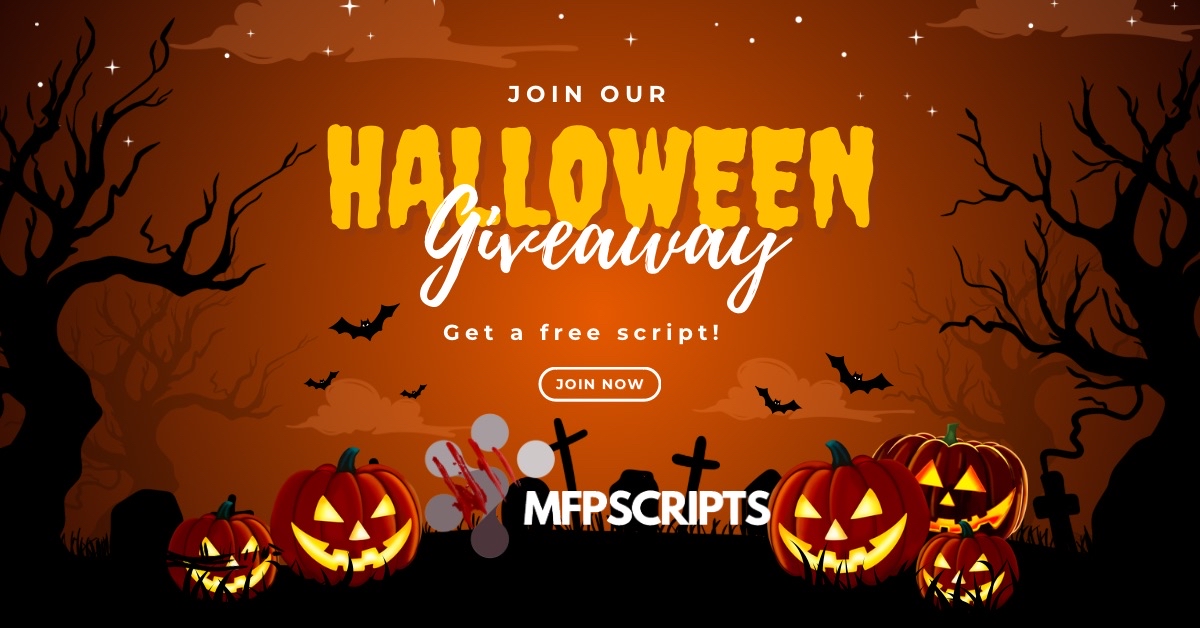 JOIN OUR
HALLOWEEN
Giveaway
Get a free script!
JOIN NOW
MFPSCRIPTS